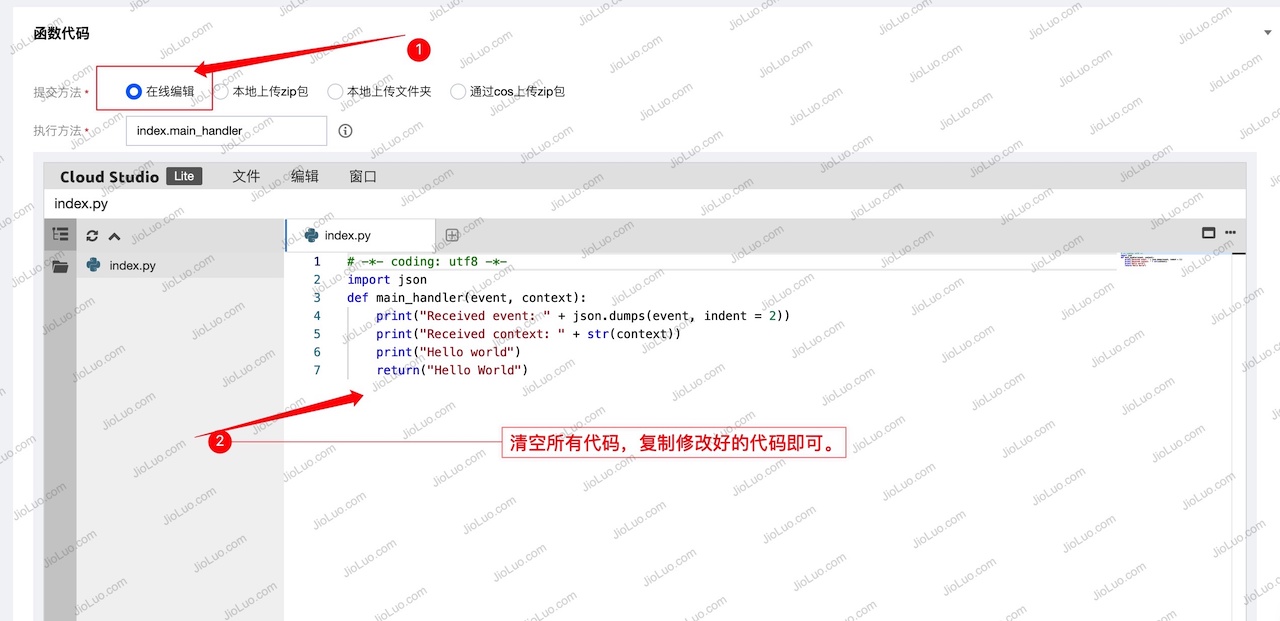 函数代码
1
提交方法 * 在线编辑 本地上传zip包 本地上传文件夹 通过cos上传zip包
执行方法 * index.main_handler
Cloud Studio Lite 文件 编辑 窗口
index.py
index.py
index.py
1 # -*- coding: utf8 -*-
2 import json
3 def main_handler(event, context):
4     print("Received event: " + json.dumps(event, indent = 2))
5     print("Received context: " + str(context))
6     print("Hello world")
7     return("Hello World")
2
清空所有代码，复制修改好的代码即可。
JioLuo.com